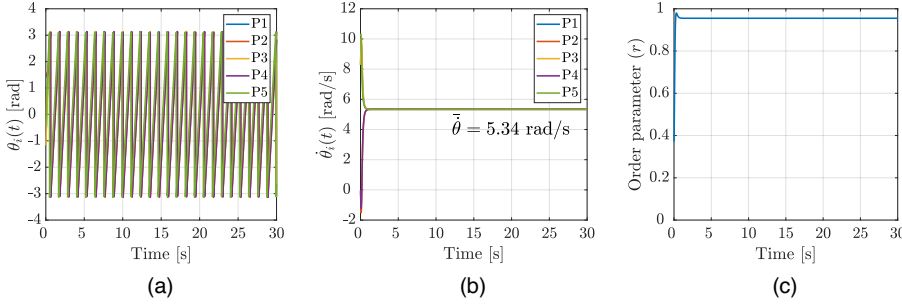 4
3
2
1
0
-1
-2
-3
-4
θ_i(t) [rad]
0 5 10 15 20 25 30
Time [s]
P1
P2
P3
P4
P5
(a)
12
10
8
6
4
2
0
-2
θ̇_i(t) [rad/s]
0 5 10 15 20 25 30
Time [s]
P1
P2
P3
P4
P5
θ̇̄ = 5.34 rad/s
(b)
1
0.8
0.6
0.4
0.2
0
Order parameter (r)
0 5 10 15 20 25 30
Time [s]
(c)